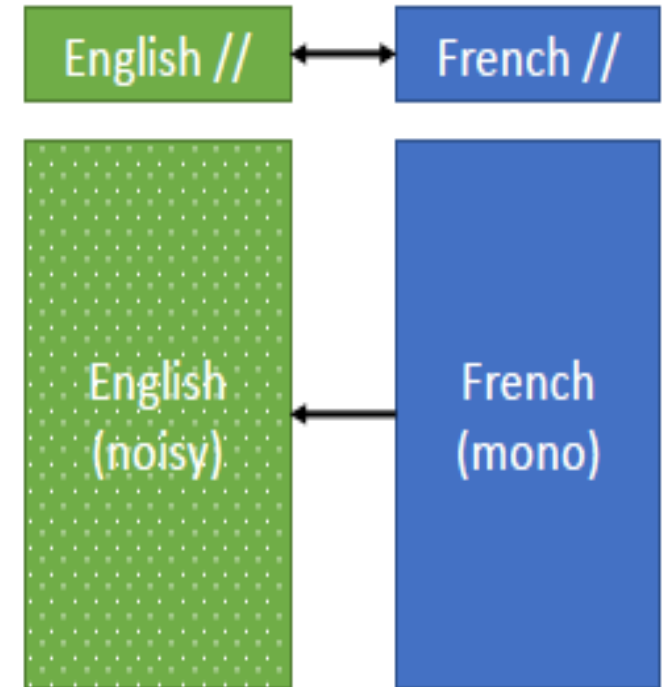 English //
French //
English
(noisy)
French
(mono)